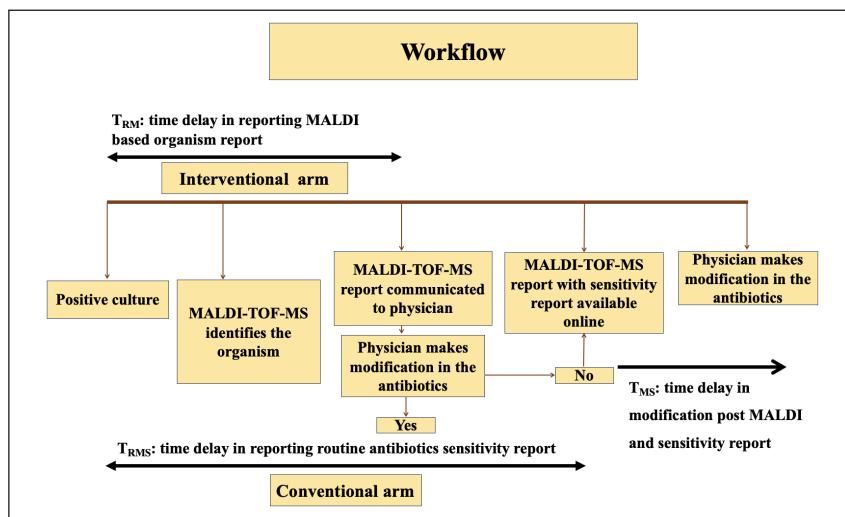 Workflow
T_RM: time delay in reporting MALDI
based organism report
Interventional arm
Positive culture
MALDI-TOF-MS
identifies the
organism
MALDI-TOF-MS
report communicated
to physician
Physician makes
modification in the
antibiotics
Yes
No
MALDI-TOF-MS
report with sensitivity
report available
online
Physician makes
modification in the
antibiotics
T_MS: time delay in
modification post MALDI
and sensitivity report
T_RMS: time delay in reporting routine antibiotics sensitivity report
Conventional arm